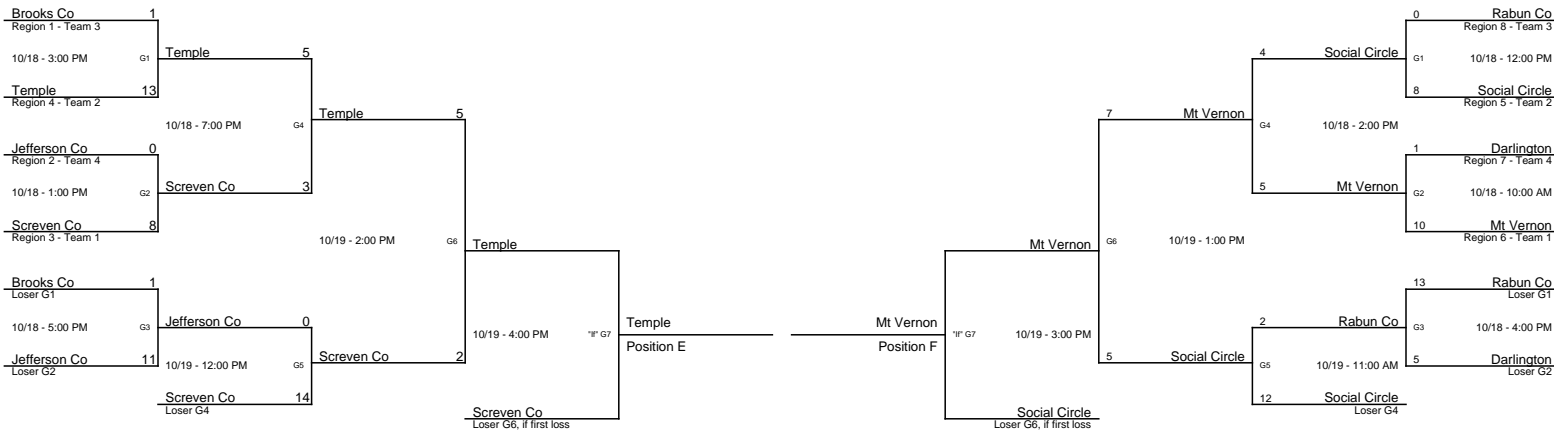 Brooks Co 1
Region 1 - Team 3
10/18 - 3:00 PM G1
Temple 5
Temple 13
Region 4 - Team 2
10/18 - 7:00 PM G4
Temple 5
Jefferson Co 0
Region 2 - Team 4
10/18 - 1:00 PM G2
Screven Co 3
Screven Co 8
Region 3 - Team 1
10/19 - 2:00 PM G6
Temple
Brooks Co 1
Loser G1
10/18 - 5:00 PM G3
Jefferson Co 0
Jefferson Co 11
Loser G2
10/19 - 12:00 PM G5
Screven Co 2
Screven Co 14
Loser G4
10/19 - 4:00 PM "If" G7
Temple
Position E
Screven Co
Loser G6, if first loss
0 Rabun Co
Region 8 - Team 3
G1 10/18 - 12:00 PM
4 Social Circle
8 Social Circle
Region 5 - Team 2
G4 10/18 - 2:00 PM
7 Mt Vernon
1 Darlington
Region 7 - Team 4
G2 10/18 - 10:00 AM
5 Mt Vernon
10 Mt Vernon
Region 6 - Team 1
G6 10/19 - 1:00 PM
Mt Vernon
13 Rabun Co
Loser G1
G3 10/18 - 4:00 PM
2 Rabun Co
5 Darlington
Loser G2
G5 10/19 - 11:00 AM
5 Social Circle
12 Social Circle
Loser G4
"If" G7 10/19 - 3:00 PM
Mt Vernon
Position F
Social Circle
Loser G6, if first loss